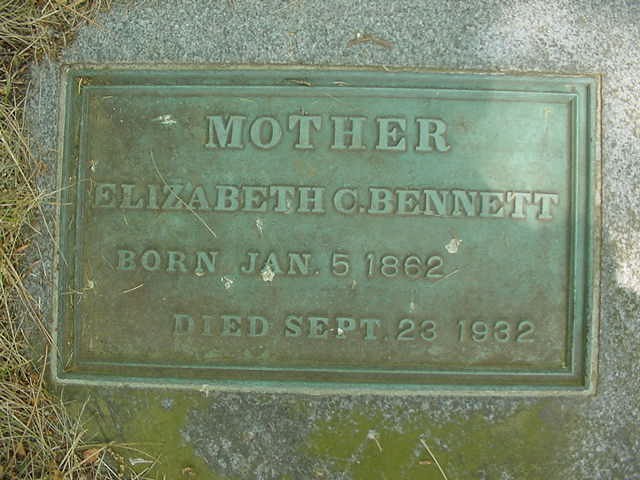 MOTHER
ELIZABETH C. BENNETT
BORN JAN. 5 1862
DIED SEPT. 23 1932